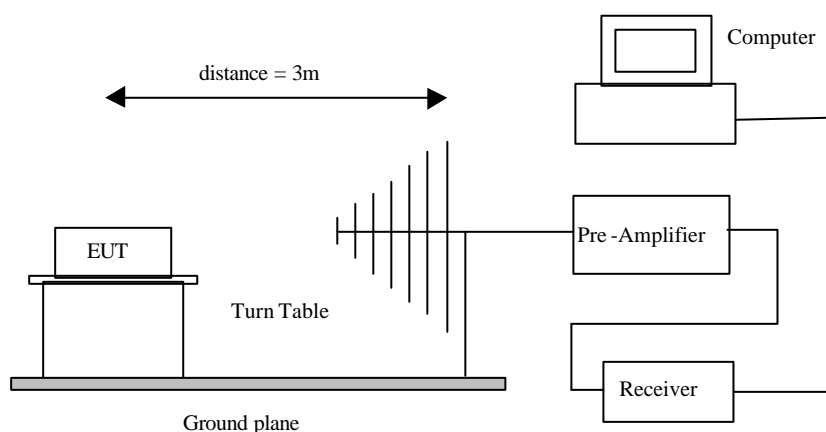 Computer
distance = 3m
Pre-Amplifier
EUT
Turn Table
Receiver
Ground plane